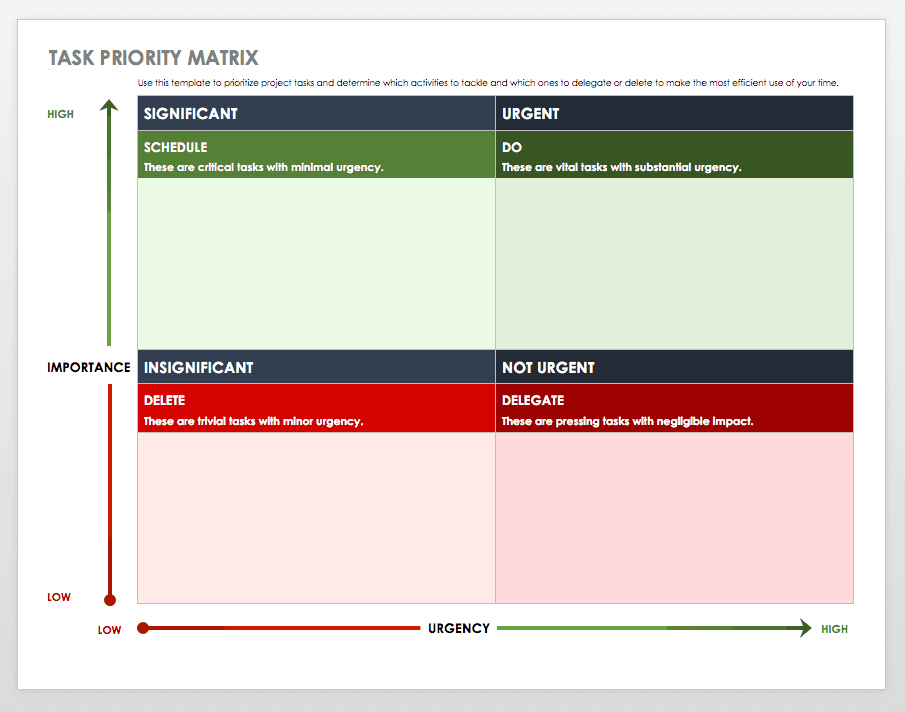 TASK PRIORITY MATRIX
Use this template to prioritize project tasks and determine which activities to tackle and which ones to delegate or delete to make the most efficient use of your time.
HIGH
SIGNIFICANT
URGENT
SCHEDULE
DO
These are critical tasks with minimal urgency.
These are vital tasks with substantial urgency.
IMPORTANCE
INSIGNIFICANT
NOT URGENT
DELETE
DELEGATE
These are trivial tasks with minor urgency.
These are pressing tasks with negligible impact.
LOW
LOW
URGENCY
HIGH